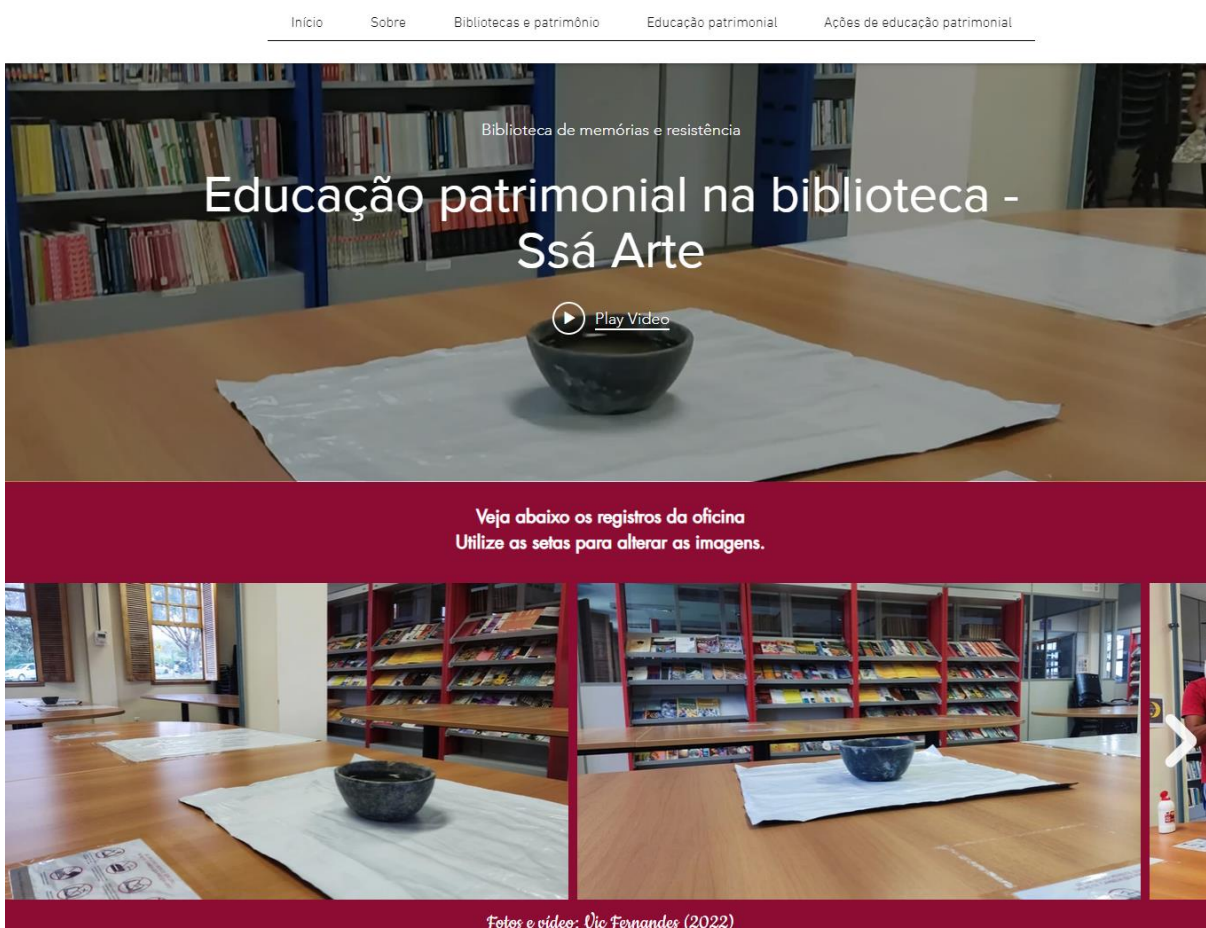 Início Sobre Bibliotecas e patrimônio Educação patrimonial Ações de educação patrimonial
Biblioteca de memórias e resistência
Educação patrimonial na biblioteca -
Ssá Arte
Play Video
Veja abaixo os registros da oficina
Utilize as setas para alterar as imagens.
Fotos e vídeo: Vic Fernandes (2022)